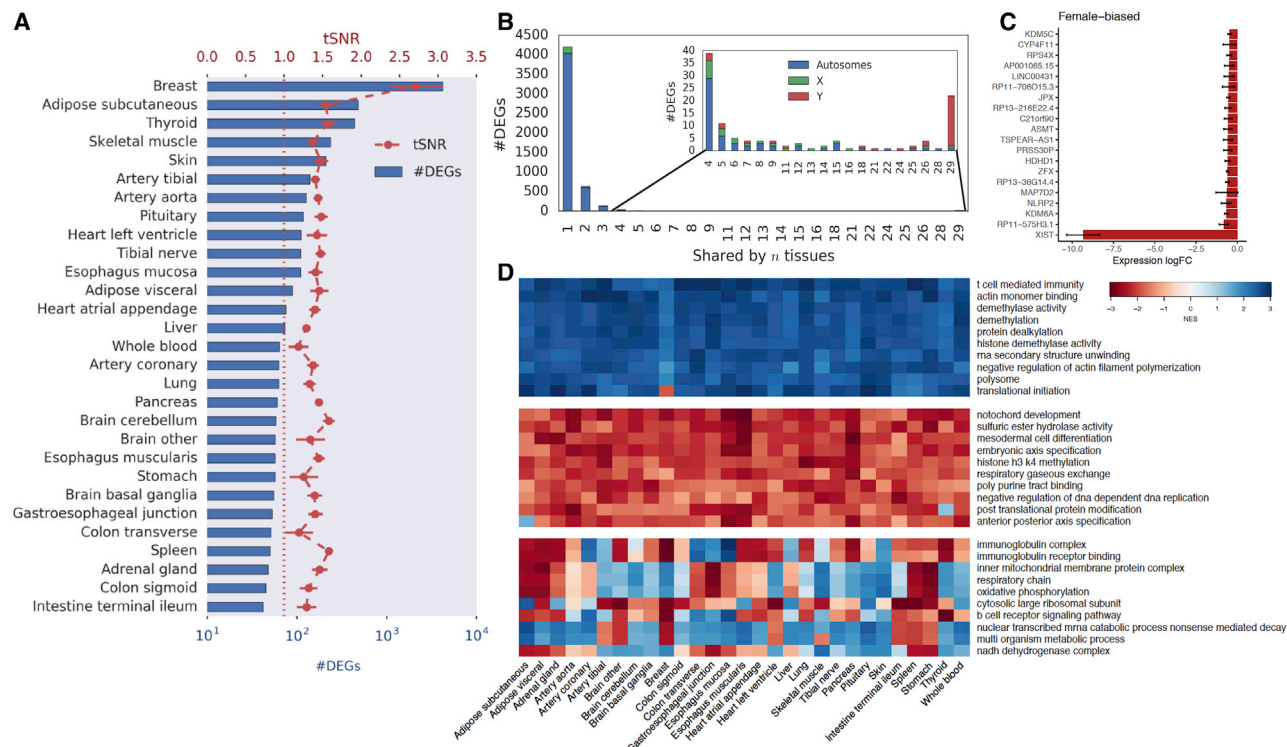 A
tSNR
0.0 0.5 1.0 1.5 2.0 2.5 3.0 3.5
Breast
Adipose subcutaneous
Thyroid
Skeletal muscle
Skin
Artery tibial
Artery aorta
Pituitary
Heart left ventricle
Tibial nerve
Esophagus mucosa
Adipose visceral
Heart atrial appendage
Liver
Whole blood
Artery coronary
Lung
Pancreas
Brain cerebellum
Brain other
Esophagus muscularis
Stomach
Brain basal ganglia
Gastroesophageal junction
Colon transverse
Spleen
Adrenal gland
Colon sigmoid
Intestine terminal ileum
tSNR
#DEGs
10^1 10^2 10^3 10^4
#DEGs
B
#DEGs
4500
4000
3500
3000
2500
2000
1500
1000
500
0
1 2 3 4 5 6 7 8 9 11 12 13 14 15 18 21 22 24 25 26 28 29
Shared by n tissues
#DEGs
40
35
30
25
20
15
10
5
0
Autosomes
X
Y
4 5 6 7 8 9 11 12 13 14 15 16 18 21 22 24 25 26 28 29
C
Female-biased
KDM5C
CYP4F11
RPS4X
AP001065.15
LINC00431
RP11-706O15.3
JPX
RP13-216E22.4
C21orf90
ASMT
TSPEAR-AS1
PRSS30P
HDHD1
ZFX
RP13-36G14.4
MAP7D2
NLRP2
KDM6A
RP11-575H3.1
XIST
-10.0 -7.5 -5.0 -2.5 0.0
Expression logFC
D
t cell mediated immunity
actin monomer binding
demethylase activity
demethylation
protein dealkylation
histone demethylase activity
rna secondary structure unwinding
negative regulation of actin filament polymerization
polysome
translational initiation
-3 -2 -1 0 1 2 3
NES
notochord development
sulfuric ester hydrolase activity
mesodermal cell differentiation
embryonic axis specification
histone h3 k4 methylation
respiratory gaseous exchange
poly purine tract binding
negative regulation of dna dependent dna replication
post translational protein modification
anterior posterior axis specification
immunoglobulin complex
immunoglobulin receptor binding
inner mitochondrial membrane protein complex
respiratory chain
oxidative phosphorylation
cytosolic large ribosomal subunit
b cell receptor signaling pathway
nuclear transcribed mrna catabolic process nonsense mediated decay
multi organism metabolic process
nadh dehydrogenase complex
Adipose subcutaneous
Adipose visceral
Adrenal gland
Artery aorta
Artery coronary
Artery tibial
Brain other
Brain cerebellum
Brain basal ganglia
Breast
Colon sigmoid
Colon transverse
Gastroesophageal junction
Esophagus mucosa
Esophagus muscularis
Heart atrial appendage
Heart left ventricle
Liver
Lung
Skeletal muscle
Tibial nerve
Pancreas
Pituitary
Skin
Intestine terminal ileum
Spleen
Stomach
Thyroid
Whole blood